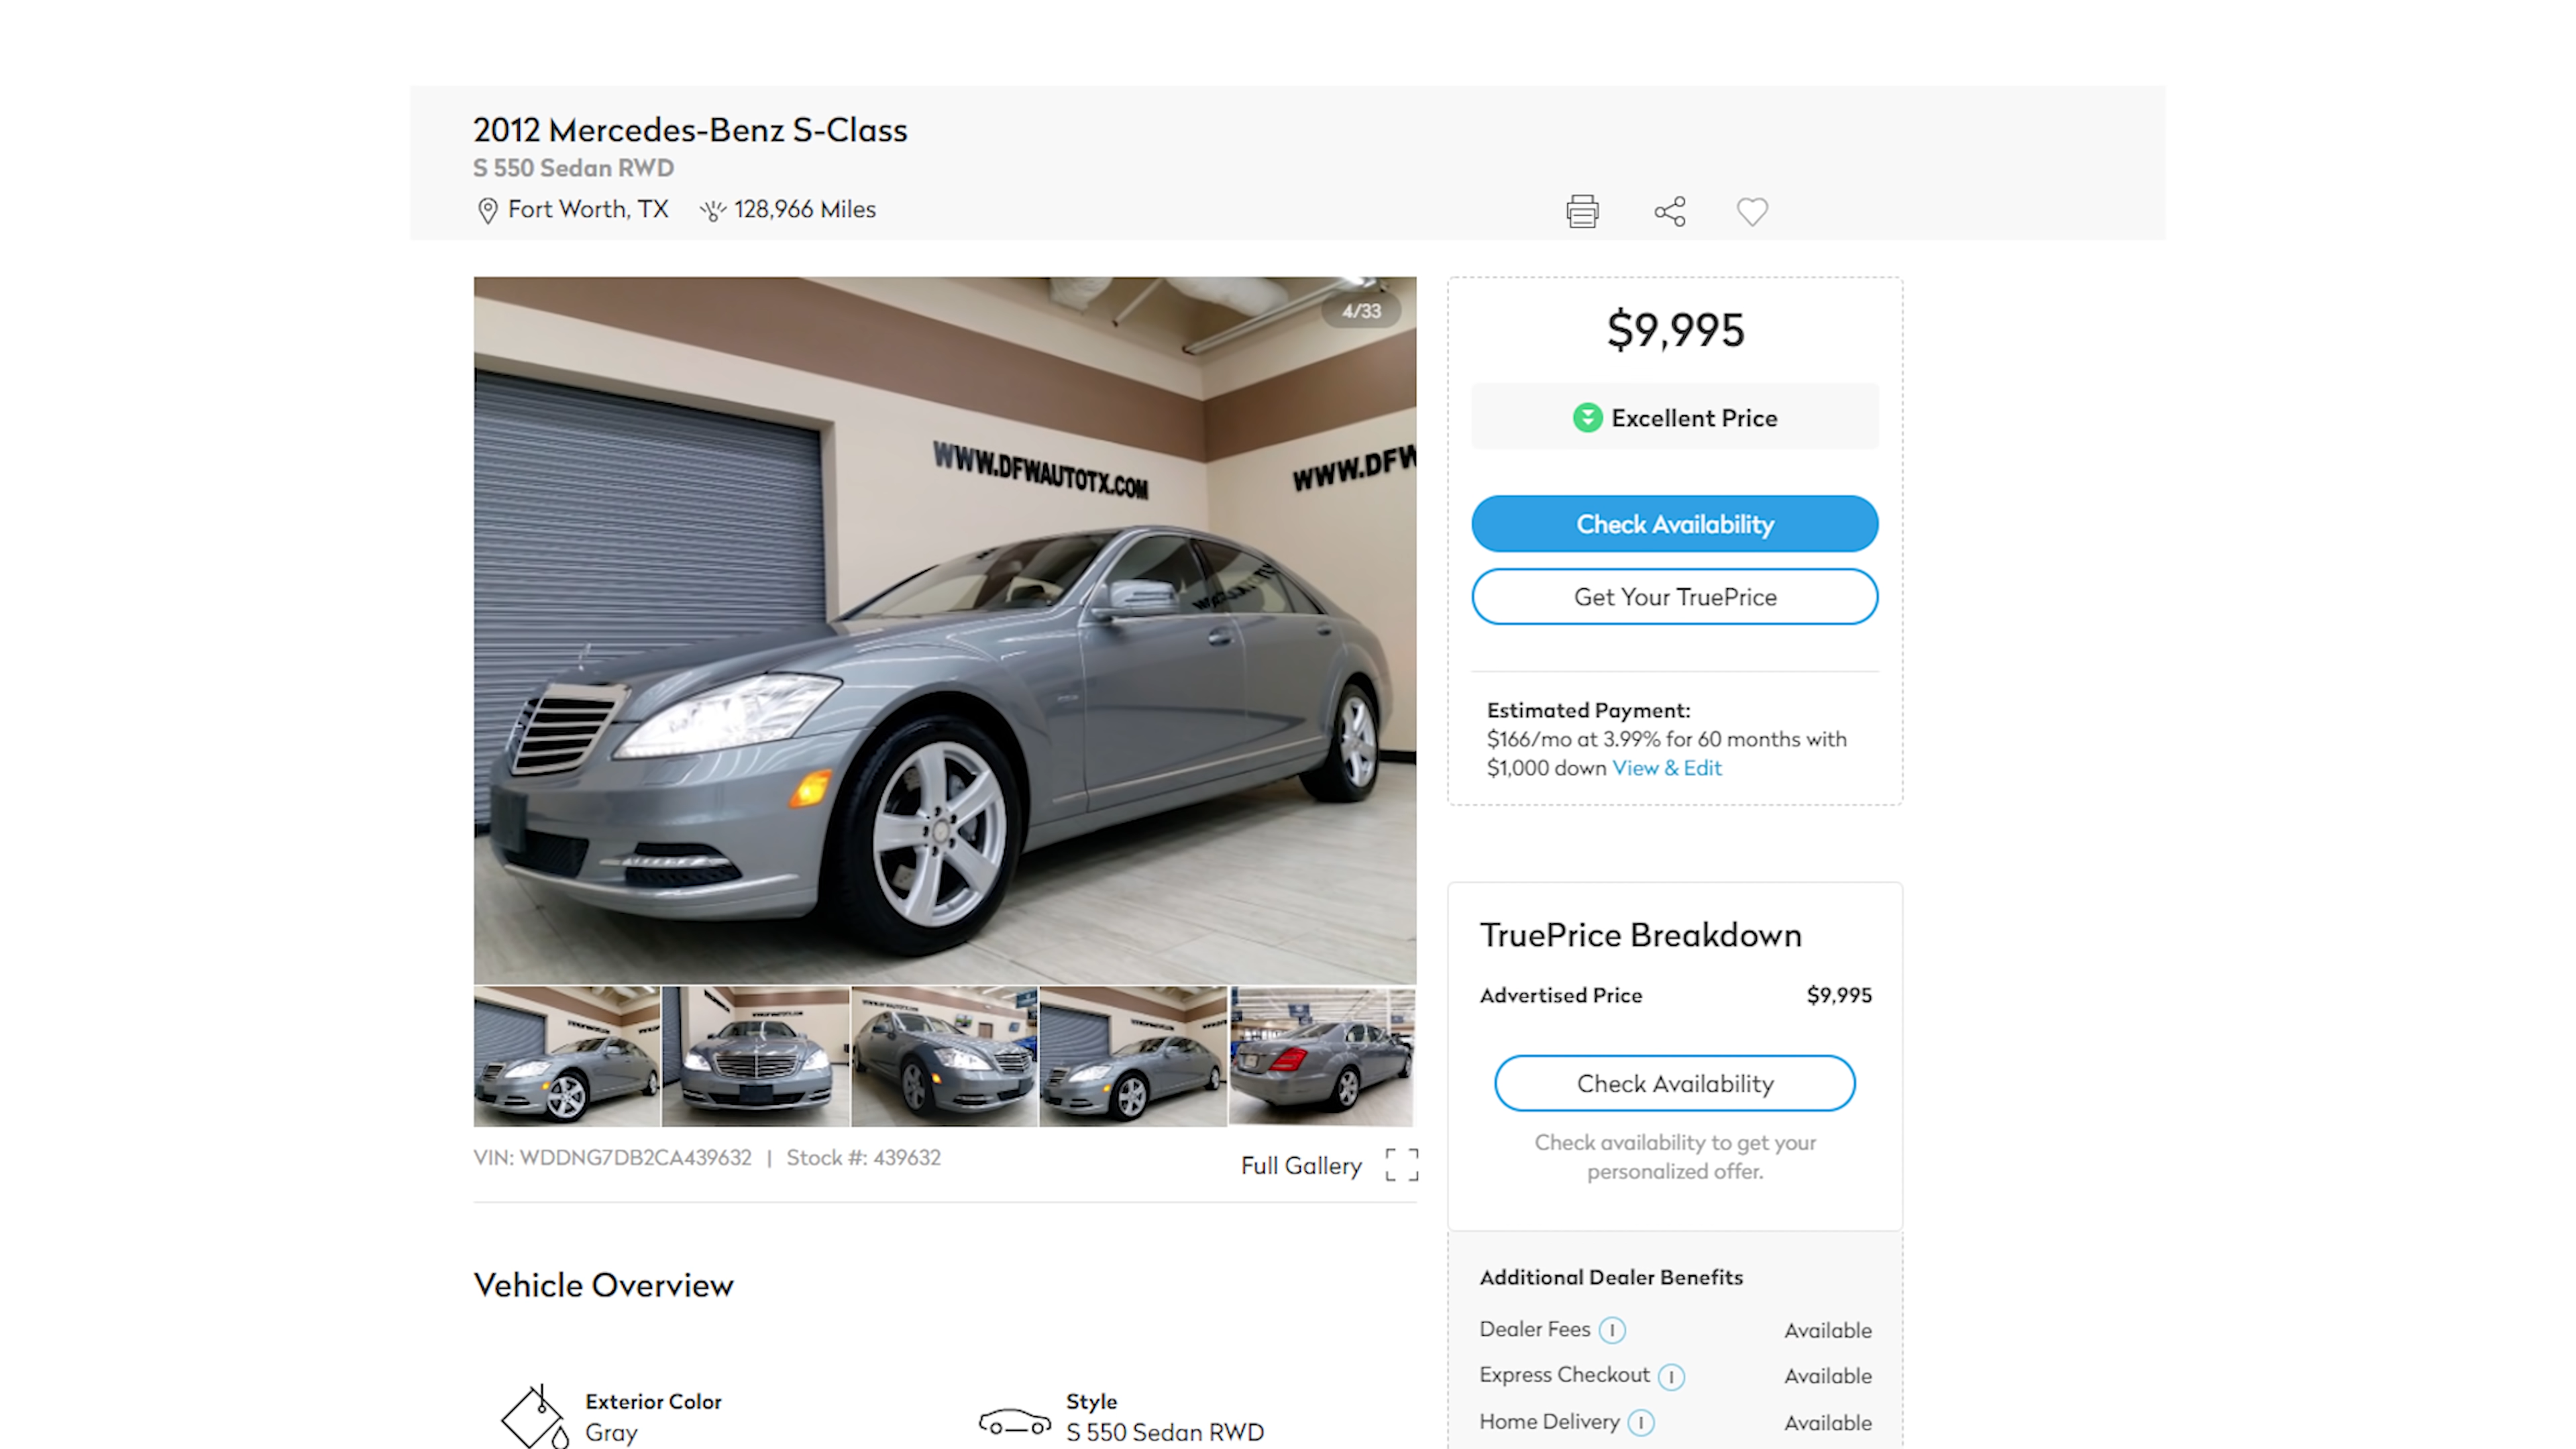 2012 Mercedes-Benz S-Class
S 550 Sedan RWD
Fort Worth, TX 128,966 Miles
4/33
WWW.DFWAUTOTX.COM
WWW.DFW
$9,995
Excellent Price
Check Availability
Get Your TruePrice
Estimated Payment:
$166/mo at 3.99% for 60 months with
$1,000 down View & Edit
VIN: WDDNG7DB2CA439632 | Stock #: 439632
Full Gallery
TruePrice Breakdown
Advertised Price $9,995
Check Availability
Check availability to get your
personalized offer.
Additional Dealer Benefits
Dealer Fees Available
Express Checkout Available
Home Delivery Available
Vehicle Overview
Exterior Color
Gray
Style
S 550 Sedan RWD